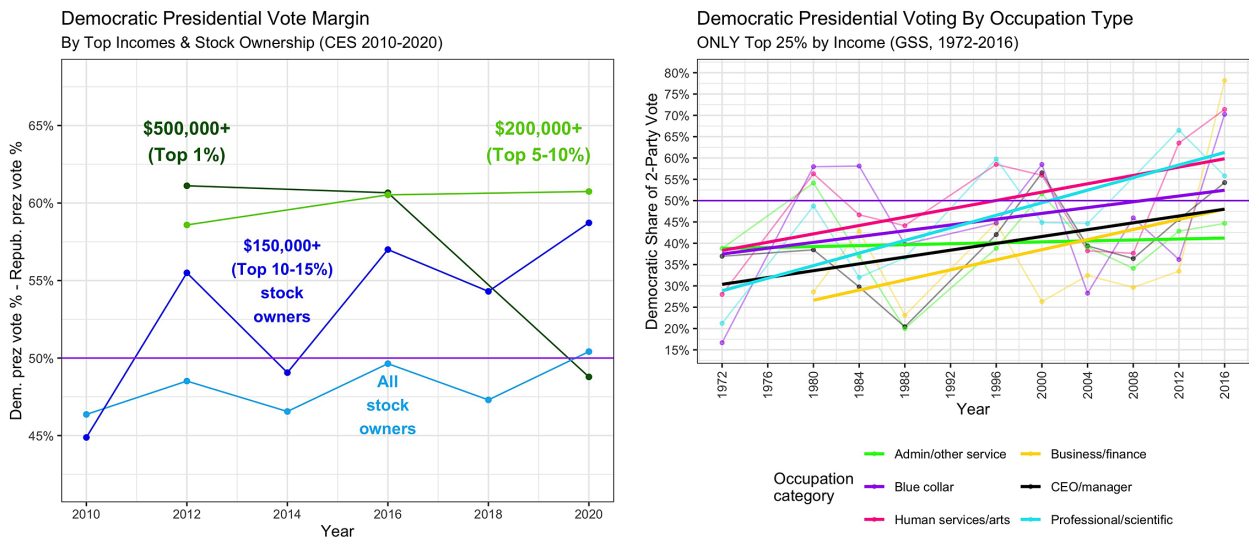 Democratic Presidential Vote Margin
By Top Incomes & Stock Ownership (CES 2010-2020)
Dem. prez vote % - Repub. prez vote %
65%
60%
55%
50%
45%
$500,000+
(Top 1%)
$200,000+
(Top 5-10%)
$150,000+
(Top 10-15%)
stock
owners
All
stock
owners
2010
2012
2014
2016
2018
2020
Year
Democratic Presidential Voting By Occupation Type
ONLY Top 25% by Income (GSS, 1972-2016)
Democratic Share of 2-Party Vote
80%
75%
70%
65%
60%
55%
50%
45%
40%
35%
30%
25%
20%
15%
1972
1976
1980
1984
1988
1992
1996
2000
2004
2008
2012
2016
Year
Occupation
category
Admin/other service
Blue collar
Human services/arts
Business/finance
CEO/manager
Professional/scientific